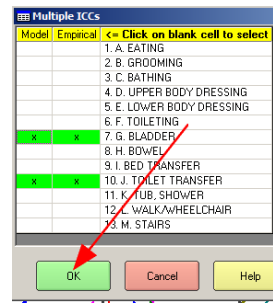 Multiple ICCs
Model Empirical <= Click on blank cell to select
1. A. EATING
2. B. GROOMING
3. C. BATHING
4. D. UPPER BODY DRESSING
5. E. LOWER BODY DRESSING
6. F. TOILETING
x x 7. G. BLADDER
8. H. BOWEL
9. I. BED TRANSFER
x x 10. J. TOILET TRANSFER
11. K. TUB, SHOWER
12. L. WALK/WHEELCHAIR
13. M. STAIRS
OK Cancel Help